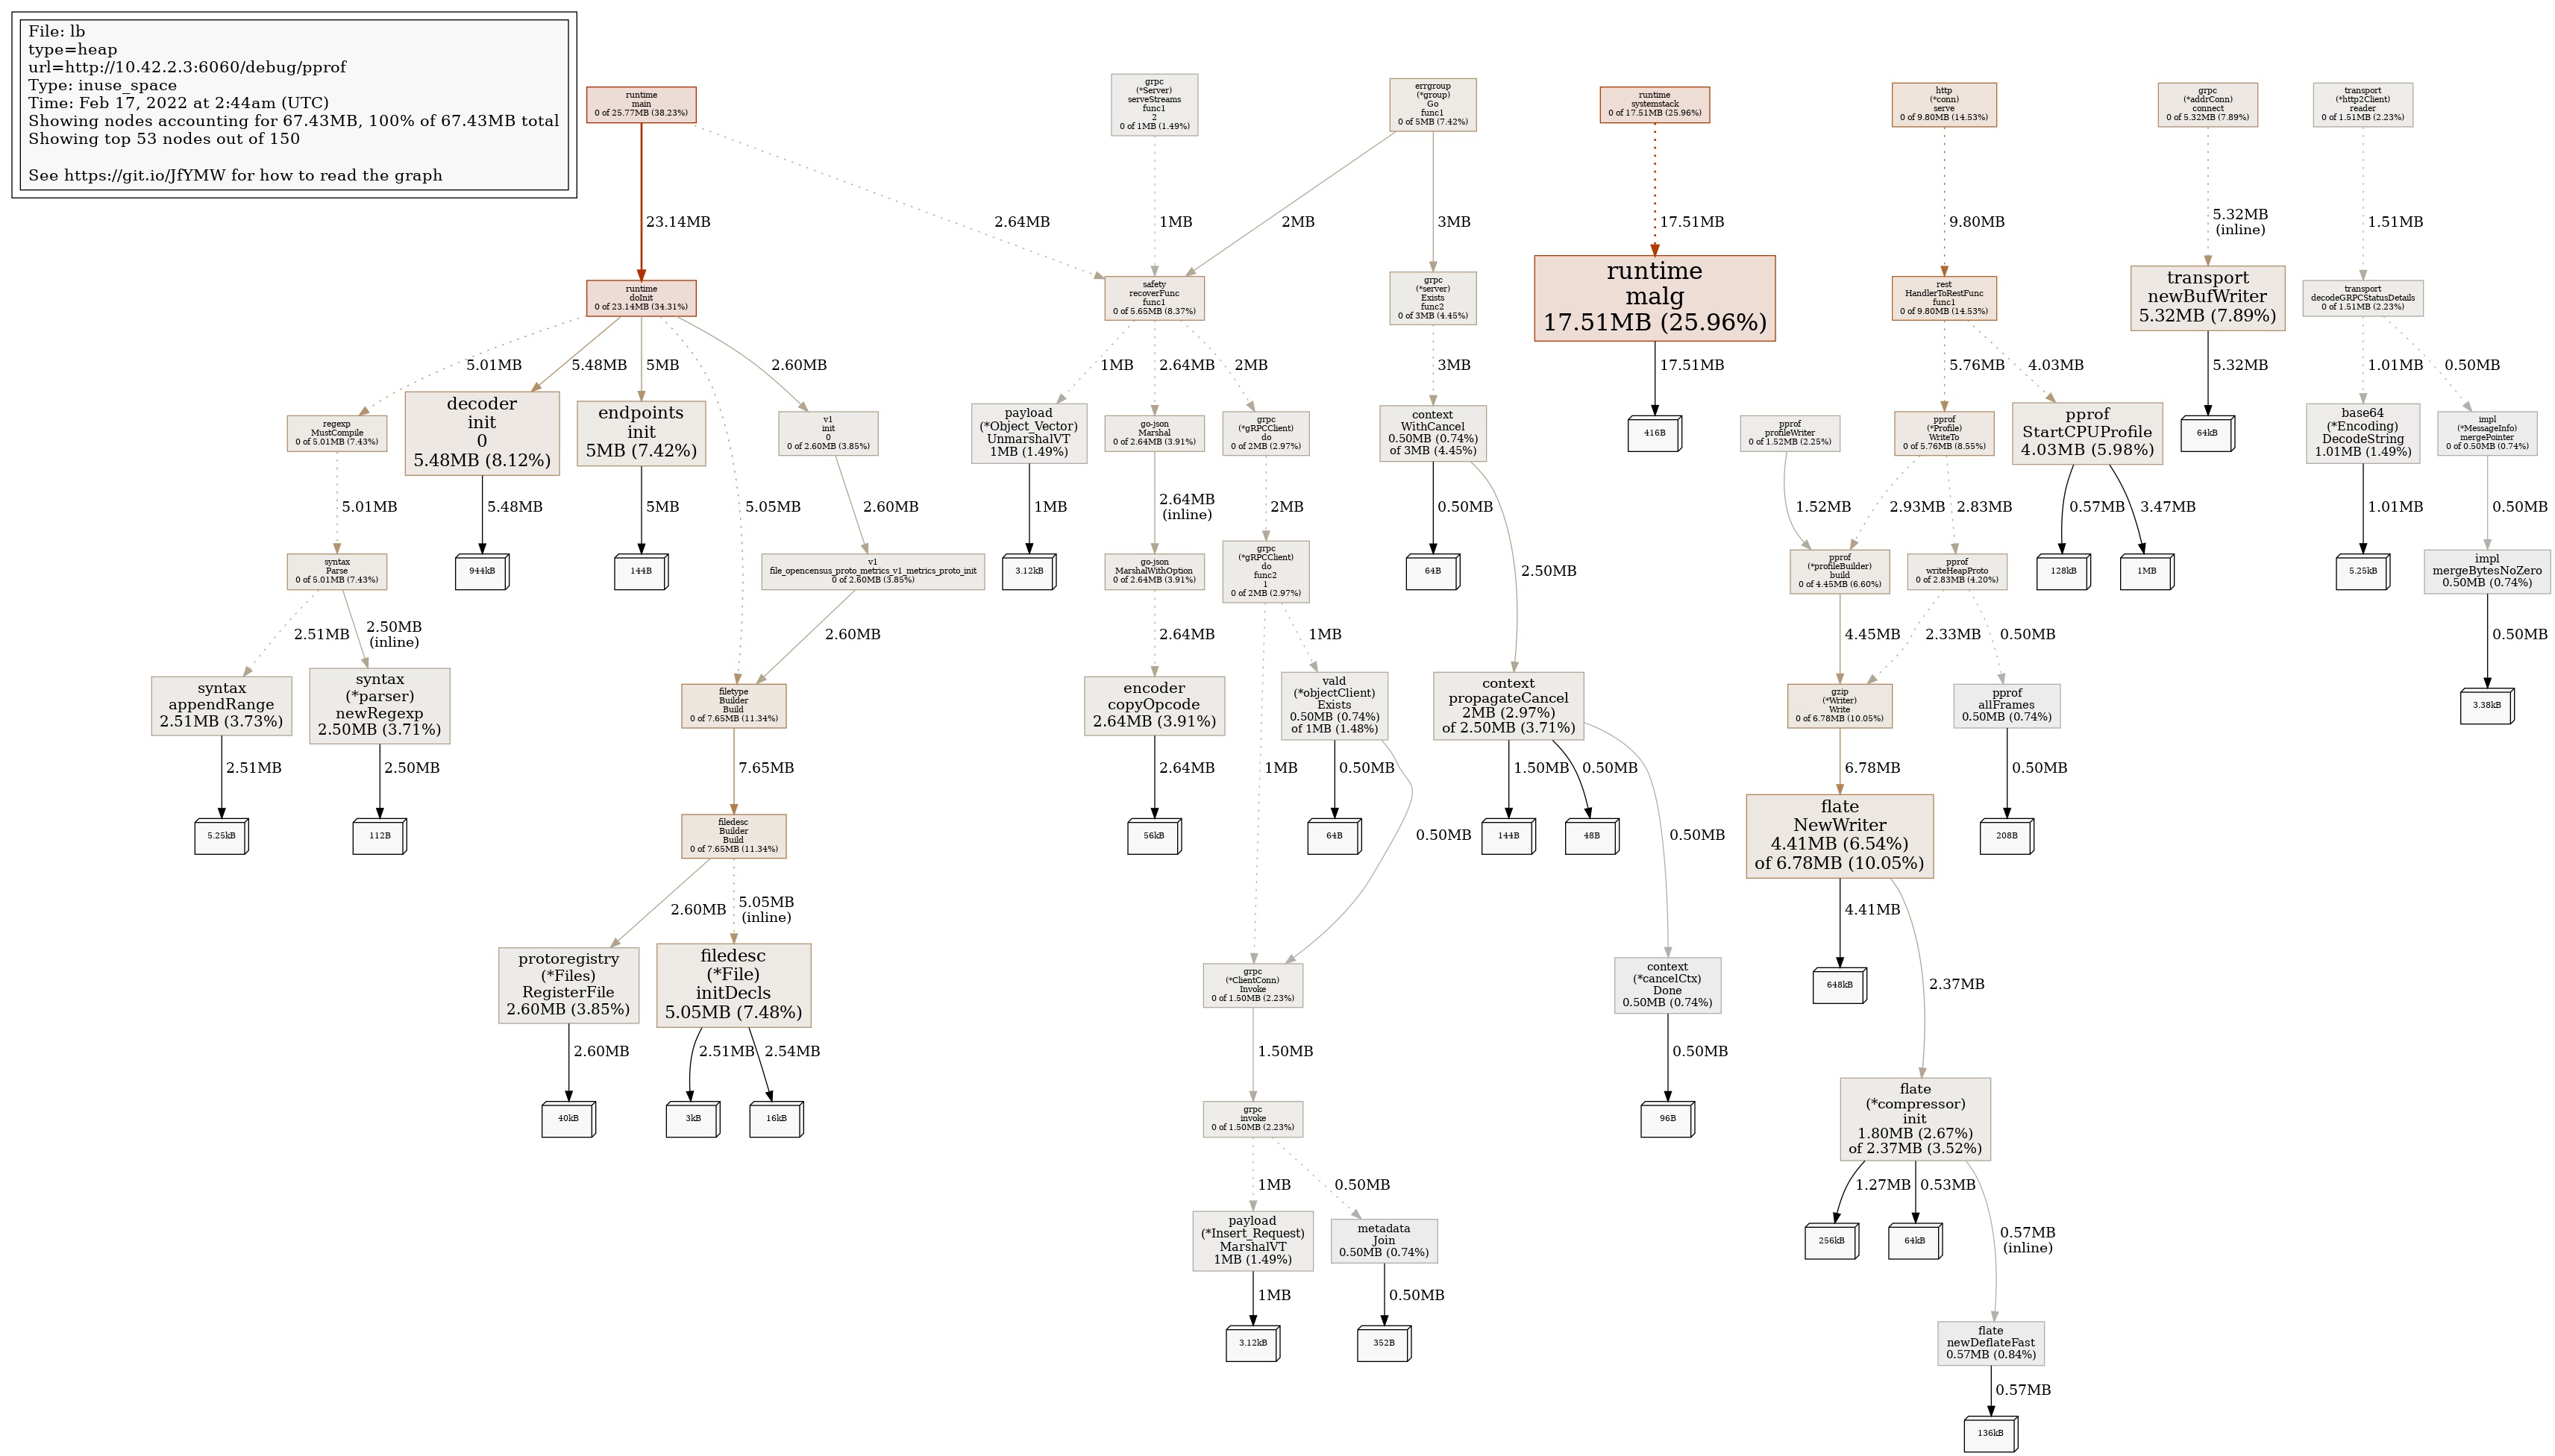 File: lb
type=heap
url=http://10.42.2.3:6060/debug/pprof
Type: inuse_space
Time: Feb 17, 2022 at 2:44am (UTC)
Showing nodes accounting for 67.43MB, 100% of 67.43MB total
Showing top 53 nodes out of 150
See https://git.io/JfYMW for how to read the graph
runtime
main
0 of 25.77MB (38.23%)
grpc
(*Server)
serveStreams
func1
2
0 of 1MB (1.49%)
errgroup
(*group)
Go
func1
0 of 5MB (7.42%)
runtime
systemstack
0 of 17.51MB (25.96%)
http
(*conn)
serve
0 of 9.80MB (14.53%)
grpc
(*addrConn)
connect
0 of 5.32MB (7.89%)
transport
(*http2Client)
reader
0 of 1.51MB (2.23%)
23.14MB
2.64MB
1MB
2MB
3MB
17.51MB
9.80MB
5.32MB
(inline)
1.51MB
runtime
doInit
0 of 23.14MB (34.31%)
safety
recoverFunc
func1
0 of 5.65MB (8.37%)
grpc
(*server)
Exists
func2
0 of 3MB (4.45%)
runtime
malg
17.51MB (25.96%)
rest
HandlerToRestFunc
func1
0 of 9.80MB (14.53%)
transport
newBufWriter
5.32MB (7.89%)
transport
decodeGRPCStatusDetails
0 of 1.51MB (2.23%)
5.01MB
5.48MB
5MB
5.05MB
2.60MB
1MB
2.64MB
2MB
3MB
17.51MB
5.76MB
4.03MB
5.32MB
1.01MB
0.50MB
regexp
MustCompile
0 of 5.01MB (7.43%)
decoder
init
0
5.48MB (8.12%)
endpoints
init
5MB (7.42%)
v1
init
0
0 of 2.60MB (3.85%)
payload
(*Object_Vector)
UnmarshalVT
1MB (1.49%)
go-json
Marshal
0 of 2.64MB (3.91%)
grpc
(*gRPCClient)
do
0 of 2MB (2.97%)
context
WithCancel
0.50MB (0.74%)
of 3MB (4.45%)
416B
pprof
profileWriter
0 of 1.52MB (2.25%)
pprof
(*Profile)
WriteTo
0 of 5.76MB (8.55%)
pprof
StartCPUProfile
4.03MB (5.98%)
64kB
base64
(*Encoding)
DecodeString
1.01MB (1.49%)
impl
(*MessageInfo)
mergePointer
0 of 0.50MB (0.74%)
5.01MB
5.48MB
5MB
2.60MB
1MB
2.64MB
(inline)
2MB
0.50MB
2.50MB
1.52MB
2.93MB
2.83MB
0.57MB
3.47MB
1.01MB
0.50MB
syntax
Parse
0 of 5.01MB (7.43%)
944kB
144B
v1
file_opencensus_proto_metrics_v1_metrics_proto_init
0 of 2.60MB (3.85%)
3.12kB
go-json
MarshalWithOption
0 of 2.64MB (3.91%)
grpc
(*gRPCClient)
do
func2
1
0 of 2MB (2.97%)
64B
pprof
(*profileBuilder)
build
0 of 4.45MB (6.60%)
pprof
writeHeapProto
0 of 2.83MB (4.20%)
128kB
1MB
5.25kB
impl
mergeBytesNoZero
0.50MB (0.74%)
2.51MB
2.50MB
(inline)
2.60MB
2.64MB
1MB
1MB
4.45MB
2.33MB
0.50MB
0.50MB
syntax
appendRange
2.51MB (3.73%)
syntax
(*parser)
newRegexp
2.50MB (3.71%)
filetype
Builder
Build
0 of 7.65MB (11.34%)
encoder
copyOpcode
2.64MB (3.91%)
vald
(*objectClient)
Exists
0.50MB (0.74%)
of 1MB (1.48%)
context
propagateCancel
2MB (2.97%)
of 2.50MB (3.71%)
gzip
(*Writer)
Write
0 of 6.78MB (10.05%)
pprof
allFrames
0.50MB (0.74%)
3.38kB
2.51MB
2.50MB
7.65MB
2.64MB
0.50MB
0.50MB
1.50MB
0.50MB
0.50MB
6.78MB
0.50MB
5.25kB
112B
filedesc
Builder
Build
0 of 7.65MB (11.34%)
56kB
64B
144B
48B
flate
NewWriter
4.41MB (6.54%)
of 6.78MB (10.05%)
208B
2.60MB
5.05MB
(inline)
4.41MB
2.37MB
protoregistry
(*Files)
RegisterFile
2.60MB (3.85%)
filedesc
(*File)
initDecls
5.05MB (7.48%)
grpc
(*ClientConn)
Invoke
0 of 1.50MB (2.23%)
context
(*cancelCtx)
Done
0.50MB (0.74%)
648kB
2.60MB
2.51MB
2.54MB
1.50MB
0.50MB
40kB
3kB
16kB
grpc
invoke
0 of 1.50MB (2.23%)
96B
flate
(*compressor)
init
1.80MB (2.67%)
of 2.37MB (3.52%)
1MB
0.50MB
1.27MB
0.53MB
0.57MB
(inline)
payload
(*Insert_Request)
MarshalVT
1MB (1.49%)
metadata
Join
0.50MB (0.74%)
256kB
64kB
1MB
0.50MB
3.12kB
352B
flate
newDeflateFast
0.57MB (0.84%)
0.57MB
136kB